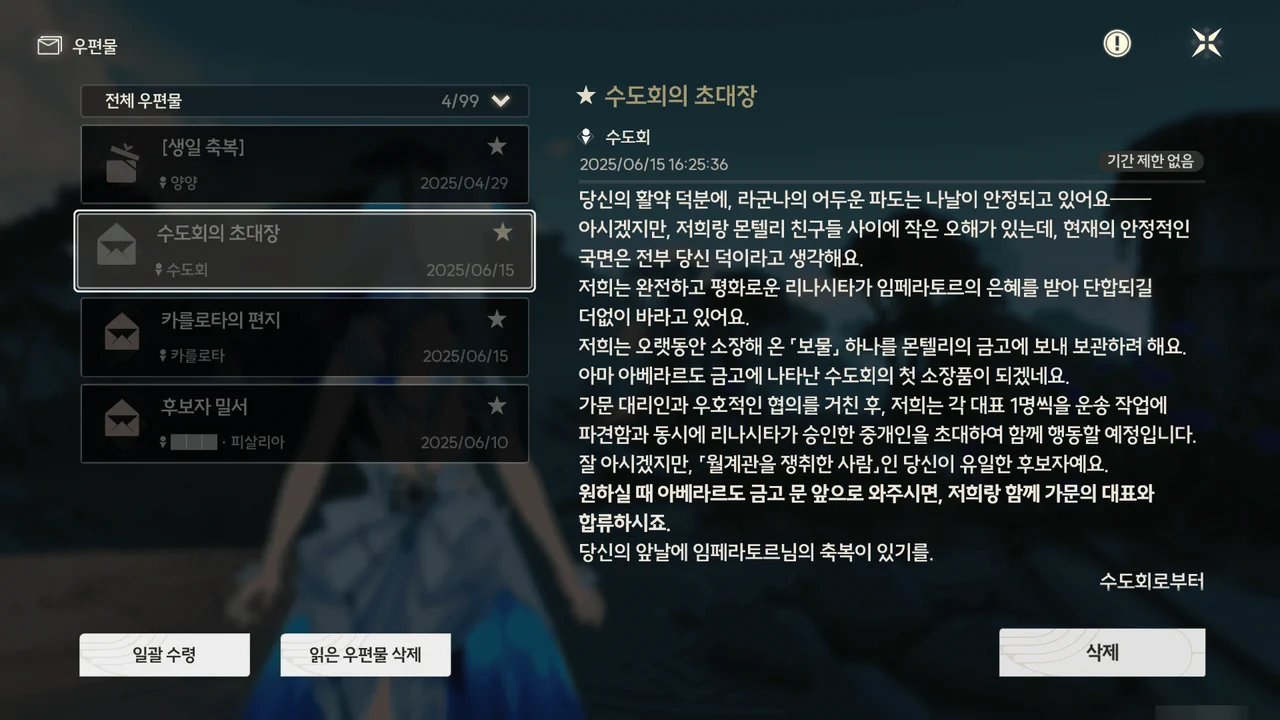 우편물
전체 우편물 4/99
[생일 축복]
양양 2025/04/29
수도회의 초대장
수도회 2025/06/15
카를로타의 편지
카를로타 2025/06/15
후보자 밀서
███ · 피살리아 2025/06/10
일괄 수령
읽은 우편물 삭제
★ 수도회의 초대장
수도회
2025/06/15 16:25:36
기간 제한 없음
당신의 활약 덕분에, 라군나의 어두운 파도는 나날이 안정되고 있어요——
아시겠지만, 저희랑 몬텔리 친구들 사이에 작은 오해가 있는데, 현재의 안정적인
국면은 전부 당신 덕이라고 생각해요.
저희는 완전하고 평화로운 리나시타가 임페라토르의 은혜를 받아 단합되길
더없이 바라고 있어요.
저희는 오랫동안 소장해 온 「보물」 하나를 몬텔리의 금고에 보내 보관하려 해요.
아마 아베라르도 금고에 나타난 수도회의 첫 소장품이 되겠네요.
가문 대리인과 우호적인 협의를 거친 후, 저희는 각 대표 1명씩을 운송 작업에
파견함과 동시에 리나시타가 승인한 중개인을 초대하여 함께 행동할 예정입니다.
잘 아시겠지만, 「월계관을 쟁취한 사람」인 당신이 유일한 후보자예요.
원하실 때 아베라르도 금고 문 앞으로 와주시면, 저희랑 함께 가문의 대표와
합류하시죠.
당신의 앞날에 임페라토르님의 축복이 있기를.
수도회로부터
삭제